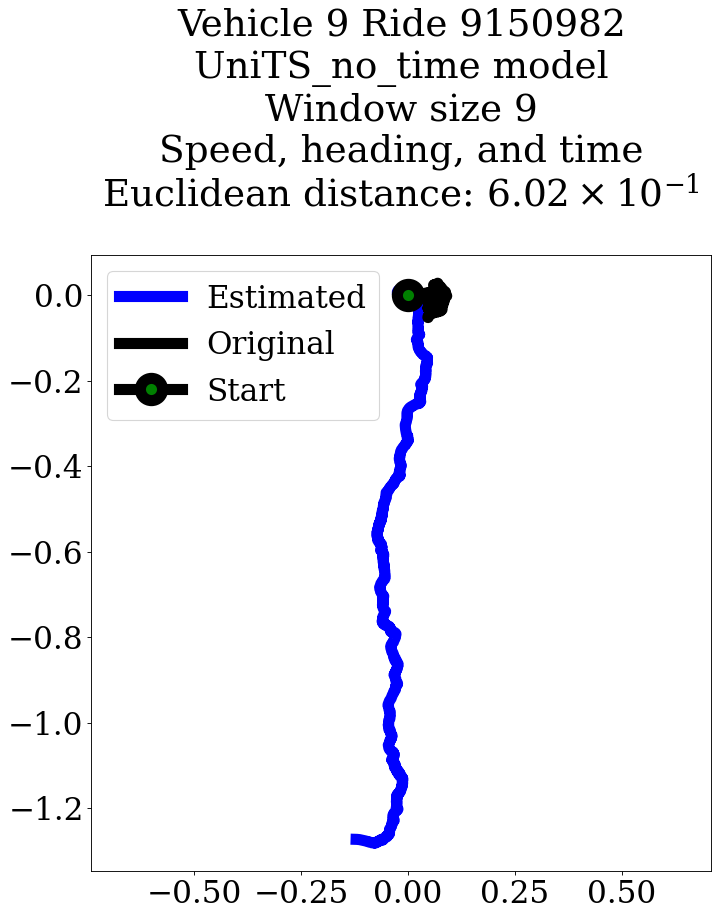 Vehicle 9 Ride 9150982
UniTS_no_time model
Window size 9
Speed, heading, and time
Euclidean distance: 6.02 × 10⁻¹
Estimated
Original
Start
0.0
−0.2
−0.4
−0.6
−0.8
−1.0
−1.2
−0.50 −0.25 0.00 0.25 0.50